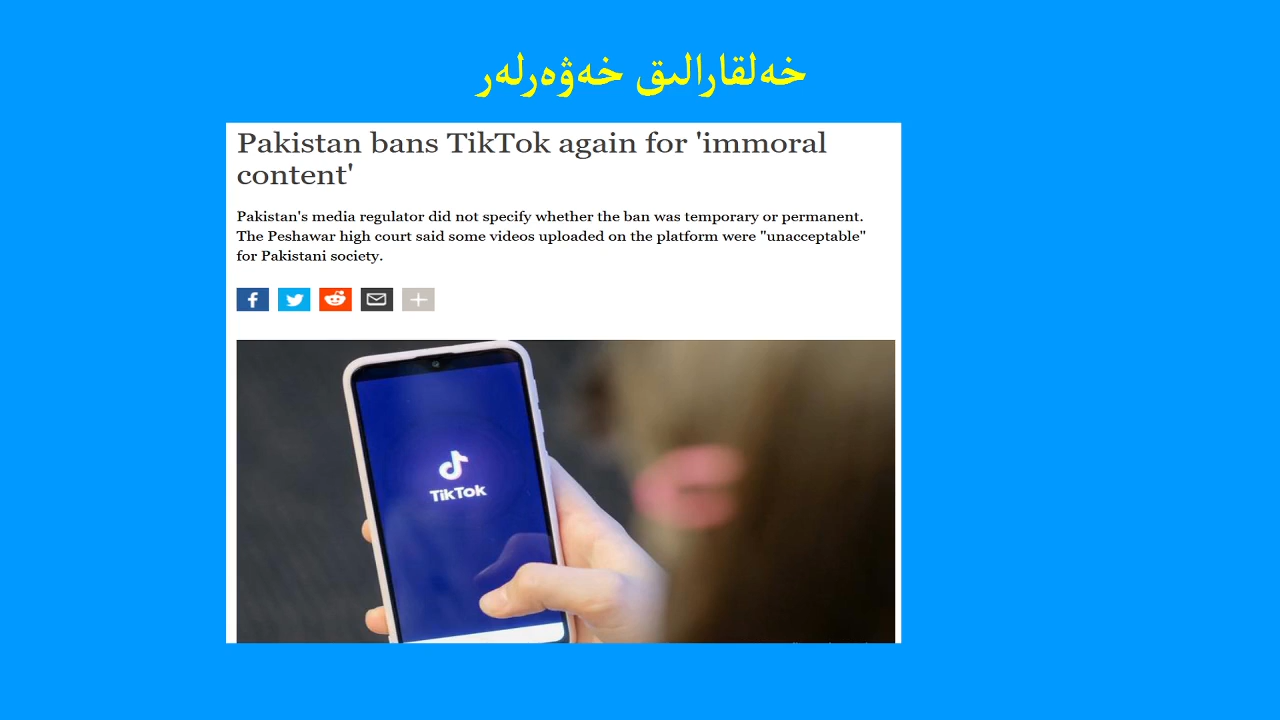 خەلقارالىق خەۋەرلەر
Pakistan bans TikTok again for 'immoral
content'
Pakistan's media regulator did not specify whether the ban was temporary or permanent.
The Peshawar high court said some videos uploaded on the platform were "unacceptable"
for Pakistani society.
TikTok